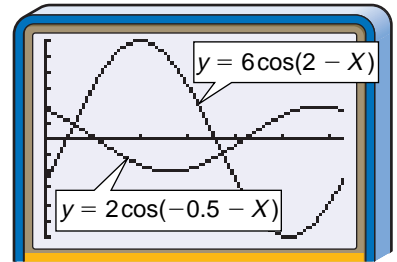 y = 6cos(2 − X)
y = 2cos(−0.5 − X)